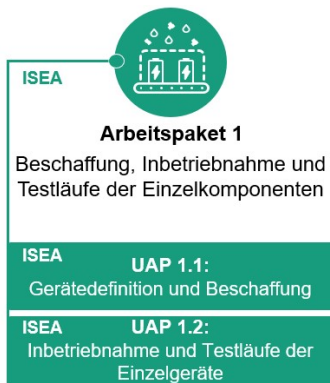 ISEA
Arbeitspaket 1
Beschaffung, Inbetriebnahme und
Testläufe der Einzelkomponenten
ISEA
UAP 1.1:
Gerätedefinition und Beschaffung
ISEA
UAP 1.2:
Inbetriebnahme und Testläufe der
Einzelgeräte